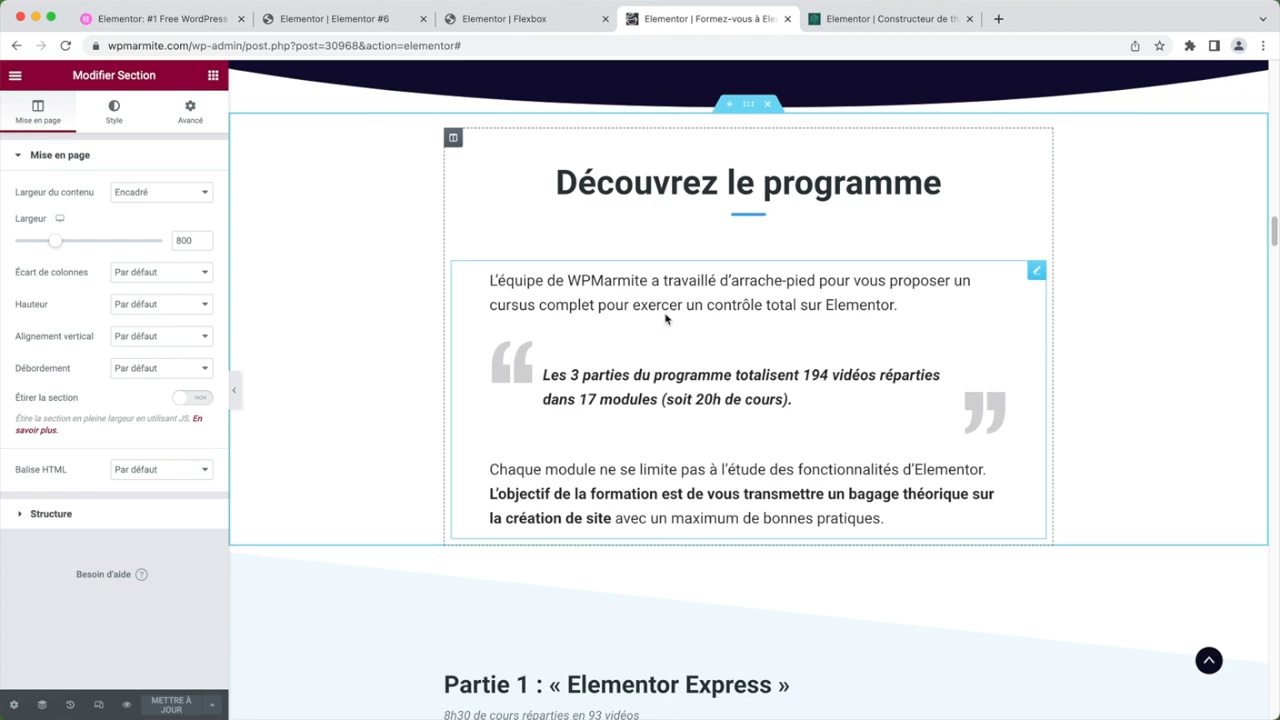 Elementor: #1 Free WordPress
Elementor | Elementor #6
Elementor | Flexbox
Elementor | Formez-vous à Ele
Elementor | Constructeur de th
wpmarmite.com/wp-admin/post.php?post=30968&action=elementor#
Modifier Section
Mise en page
Style
Avancé
Mise en page
Largeur du contenu
Encadré
Largeur
800
Écart de colonnes
Par défaut
Hauteur
Par défaut
Alignement vertical
Par défaut
Débordement
Par défaut
Étirer la section
NON
Étire la section en pleine largeur en utilisant JS. En
savoir plus.
Balise HTML
Par défaut
Structure
Besoin d'aide ?
METTRE À
JOUR
Découvrez le programme
L'équipe de WPMarmite a travaillé d'arrache-pied pour vous proposer un
cursus complet pour exercer un contrôle total sur Elementor.
“
Les 3 parties du programme totalisent 194 vidéos réparties
dans 17 modules (soit 20h de cours).
”
Chaque module ne se limite pas à l'étude des fonctionnalités d'Elementor.
L'objectif de la formation est de vous transmettre un bagage théorique sur
la création de site avec un maximum de bonnes pratiques.
Partie 1 : « Elementor Express »
8h30 de cours réparties en 93 vidéos